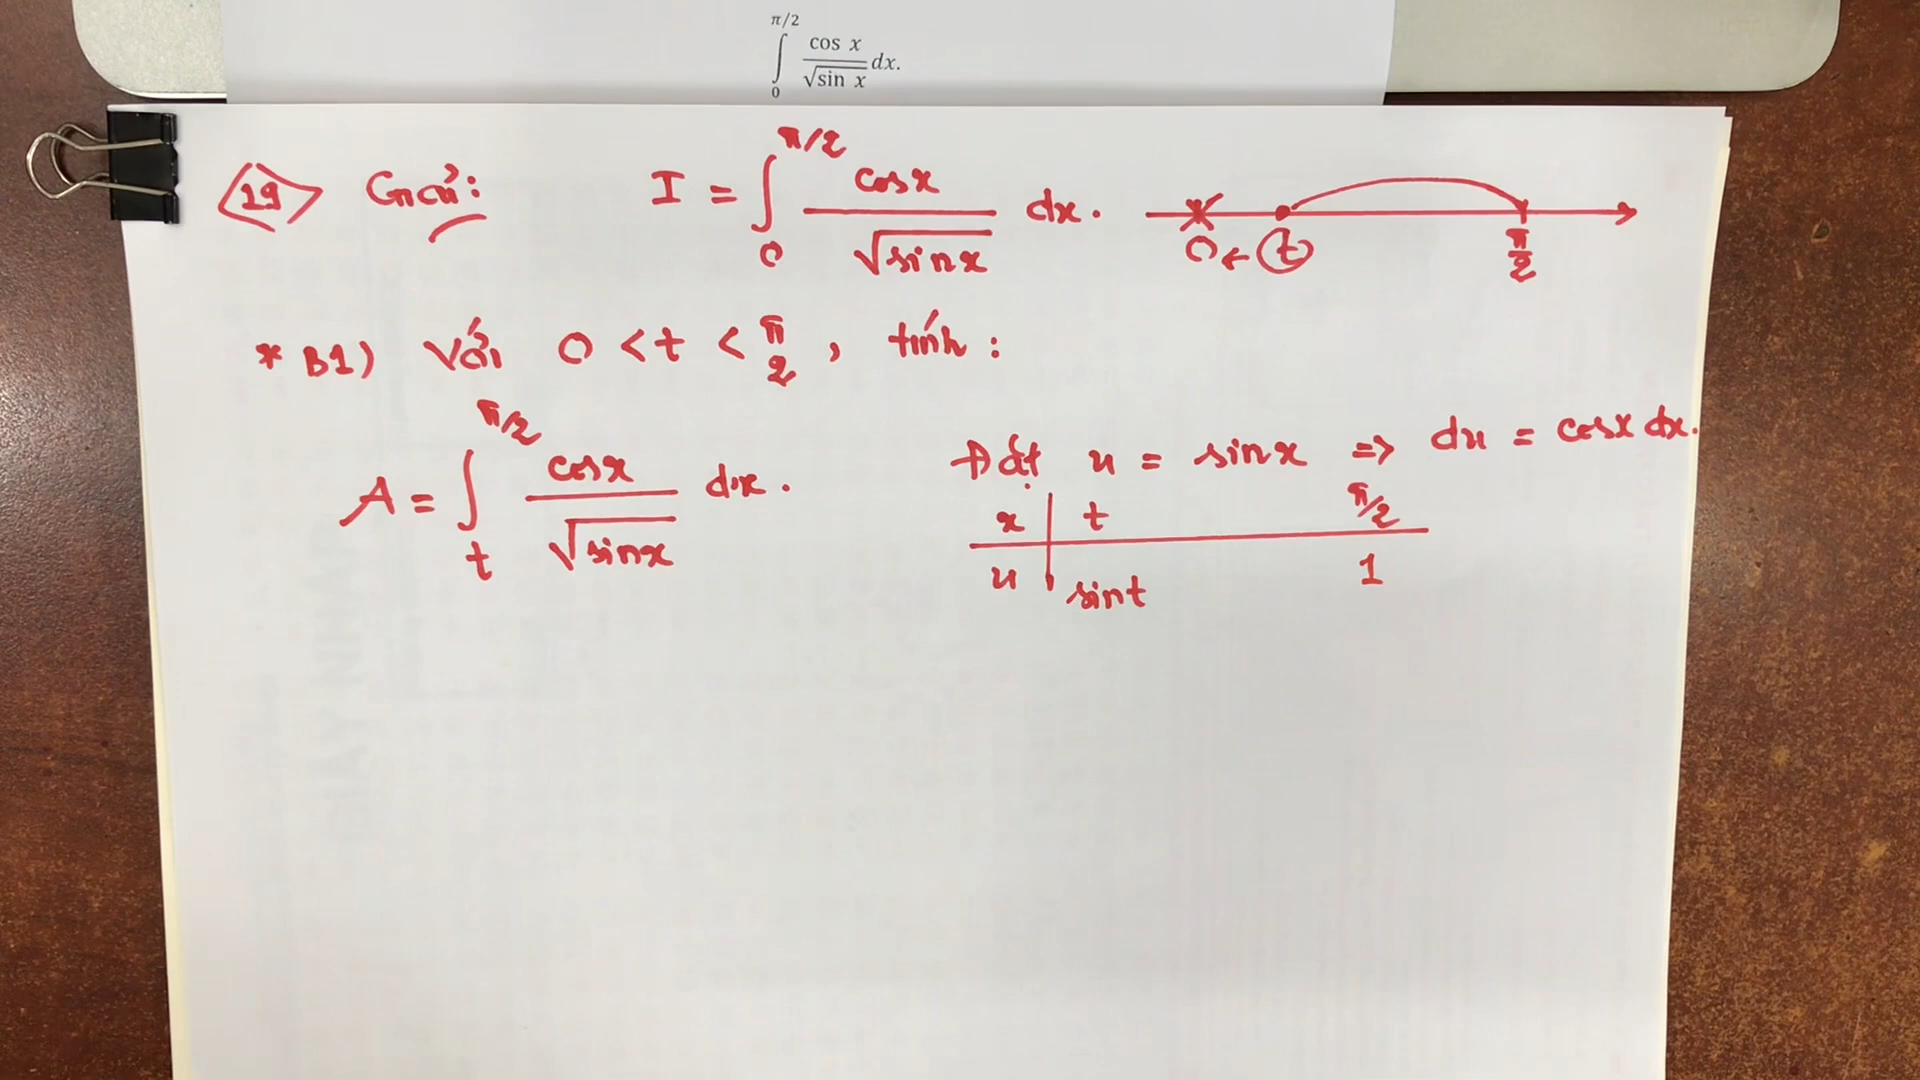 ∫₀^{π/2} cos x / √(sin x) dx.
19 Giải: I = ∫₀^{π/2} cosx / √(sinx) dx. 0 ← t π/2
* B1) Với 0 < t < π/2 , tính :
A = ∫ₜ^{π/2} cosx / √(sinx) dx.
Đặt u = sinx => du = cosx dx.
x | t π/2
u | sint 1